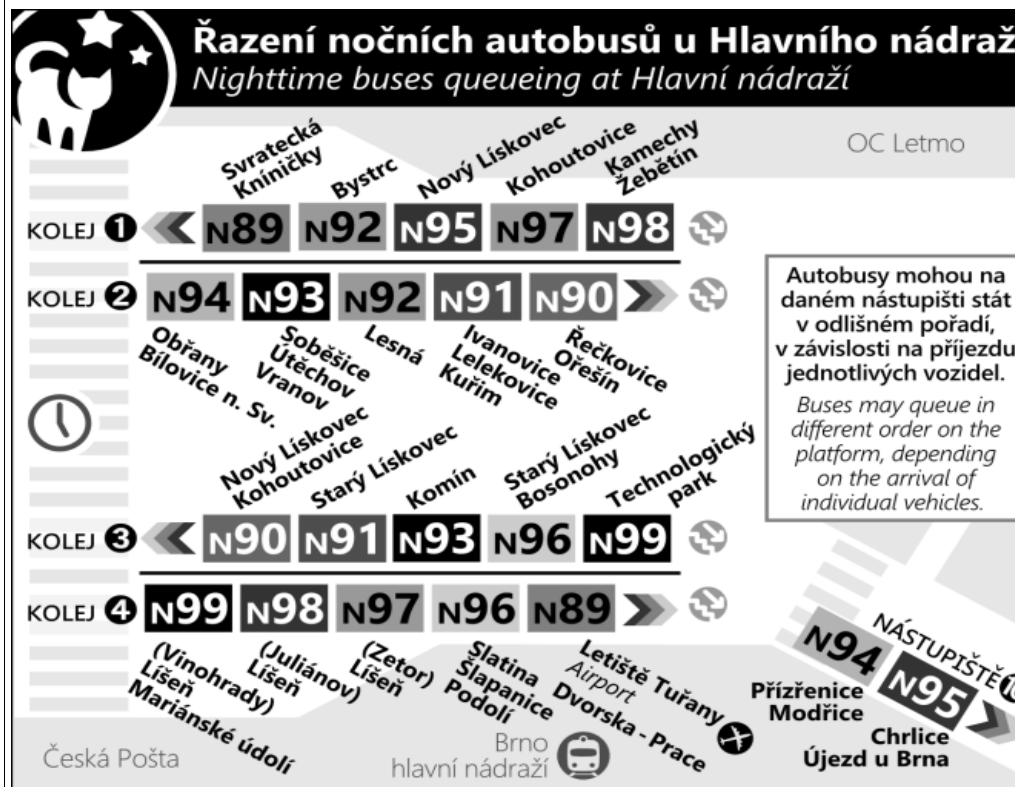 Řazení nočních autobusů u Hlavního nádraž
Nighttime buses queueing at Hlavní nádraží
OC Letmo
Svratecká
Kníničky
Bystrc
Nový Lískovec
Kohoutovice
Kamechy
Žebětín
KOLEJ 1 N89 N92 N95 N97 N98
KOLEJ 2 N94 N93 N92 N91 N90
Obřany
Bílovice n. Sv.
Soběšice
Útěchov
Vranov
Lesná
Ivanovice
Lelekovice
Kuřim
Řečkovice
Ořešín
Autobusy mohou na
daném nástupišti stát
v odlišném pořadí,
v závislosti na příjezdu
jednotlivých vozidel.
Buses may queue in
different order on the
platform, depending
on the arrival of
individual vehicles.
Nový Lískovec
Kohoutovice
Starý Lískovec
Komín
Starý Lískovec
Bosonohy
Technologický
park
KOLEJ 3 N90 N91 N93 N96 N99
KOLEJ 4 N99 N98 N97 N96 N89
(Vinohrady)
Líšeň
Mariánské údolí
(Juliánov)
Líšeň
(Zetor)
Líšeň
Slatina
Šlapanice
Podolí
Letiště Tuřany
Airport
Dvorska - Prace
NÁSTUPIŠTĚ
N94 N95
Přízřenice
Modřice
Chrlice
Újezd u Brna
Česká Pošta
Brno
hlavní nádraží